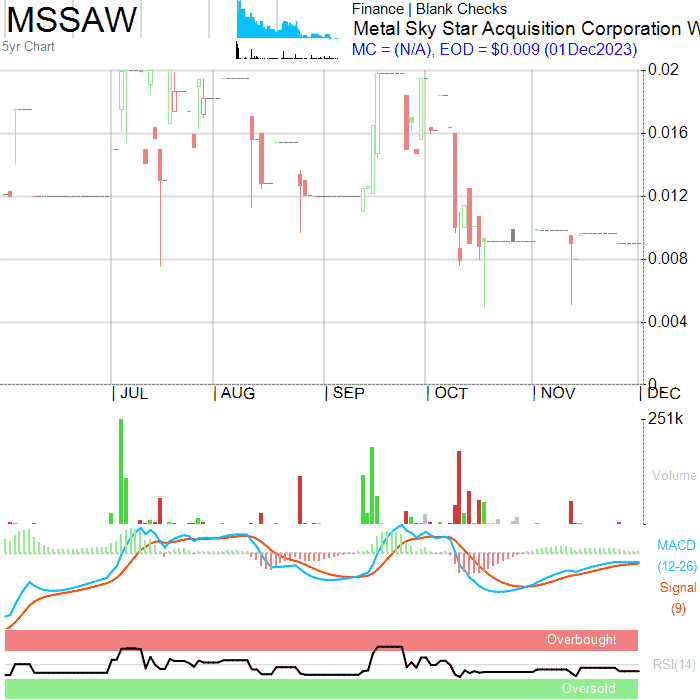 MSSAW
5yr Chart
Finance | Blank Checks
Metal Sky Star Acquisition Corporation W
MC = (N/A), EOD = $0.009 (01Dec2023)
0.02
0.016
0.012
0.008
0.004
0
JUL AUG SEP OCT NOV DEC
251k
Volume
MACD
(12-26)
Signal
(9)
Overbought
RSI(14)
Oversold